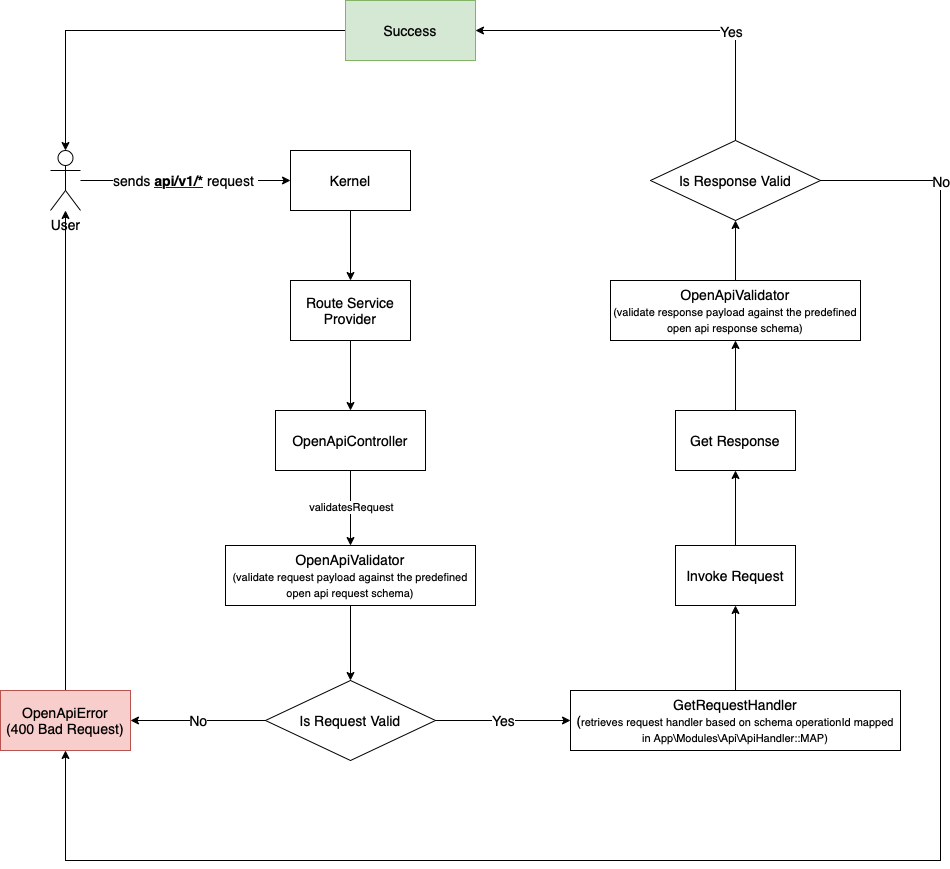 Success
Yes
sends api/v1/* request
Kernel
Is Response Valid
No
User
Route Service
Provider
OpenApiValidator
(validate response payload against the predefined
open api response schema)
OpenApiController
Get Response
validatesRequest
OpenApiValidator
(validate request payload against the predefined
open api request schema)
Invoke Request
OpenApiError
(400 Bad Request)
No
Is Request Valid
Yes
GetRequestHandler
(retrieves request handler based on schema operationId mapped
in App\Modules\Api\ApiHandler::MAP)